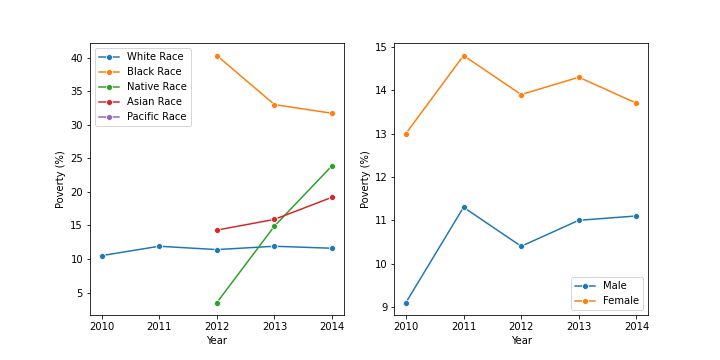 White Race
Black Race
Native Race
Asian Race
Pacific Race
40
35
30
25
20
15
10
5
Poverty (%)
2010 2011 2012 2013 2014
Year
15
14
13
12
11
10
9
Poverty (%)
Male
Female
2010 2011 2012 2013 2014
Year